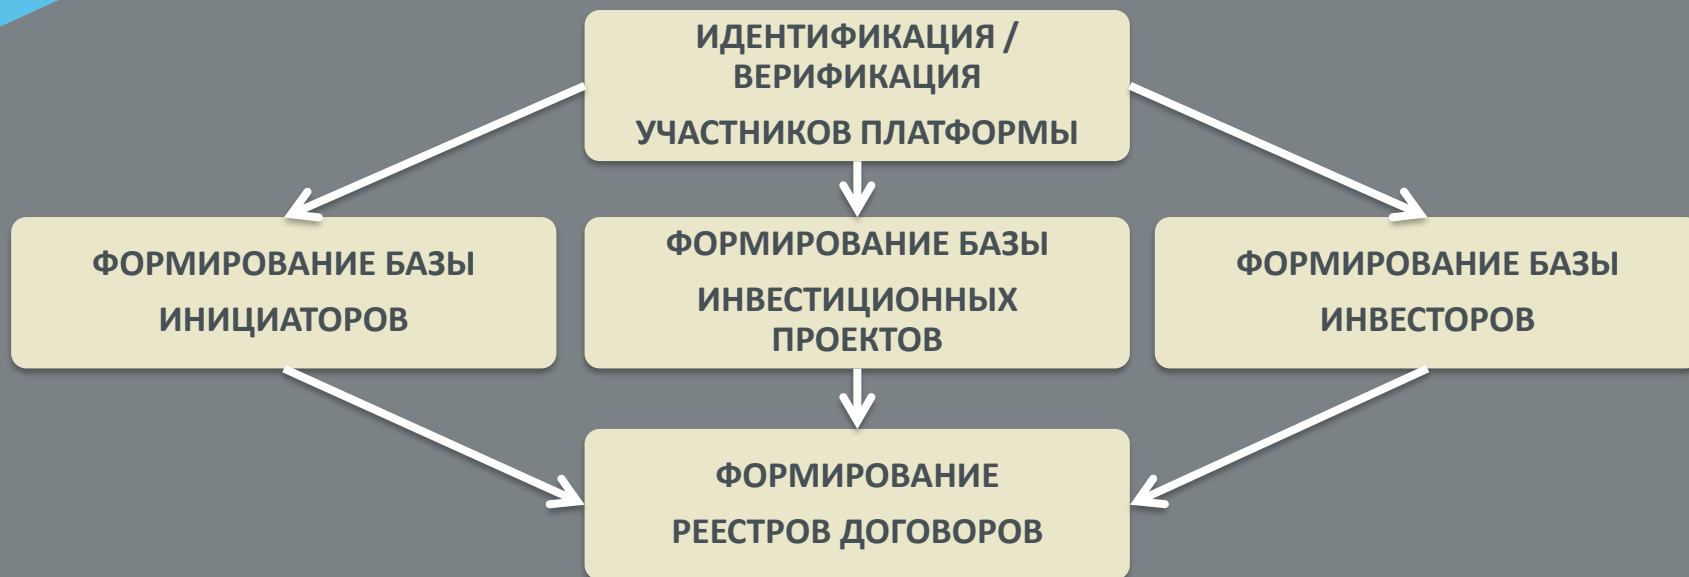 ИДЕНТИФИКАЦИЯ /
ВЕРИФИКАЦИЯ
УЧАСТНИКОВ ПЛАТФОРМЫ
ФОРМИРОВАНИЕ БАЗЫ
ИНИЦИАТОРОВ
ФОРМИРОВАНИЕ БАЗЫ
ИНВЕСТИЦИОННЫХ
ПРОЕКТОВ
ФОРМИРОВАНИЕ БАЗЫ
ИНВЕСТОРОВ
ФОРМИРОВАНИЕ
РЕЕСТРОВ ДОГОВОРОВ